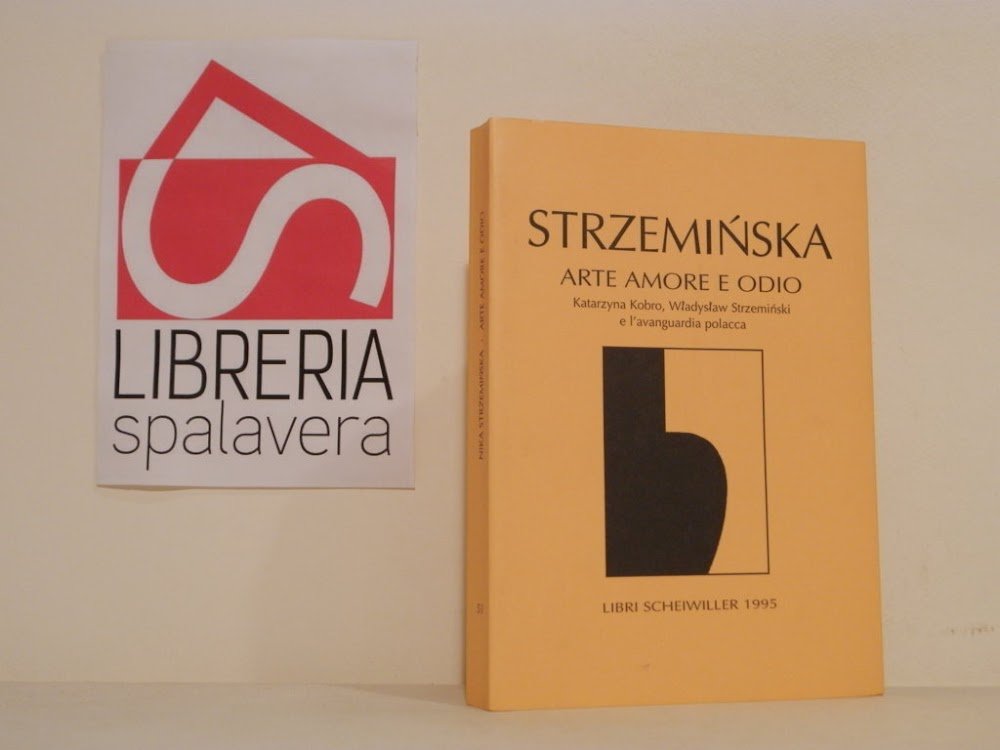 LIBRERIA
spalavera
NIKA STRZEMIŃSKA - ARTE AMORE E ODIO
50
STRZEMIŃSKA
ARTE AMORE E ODIO
Katarzyna Kobro, Władysław Strzemiński
e l'avanguardia polacca
LIBRI SCHEIWILLER 1995